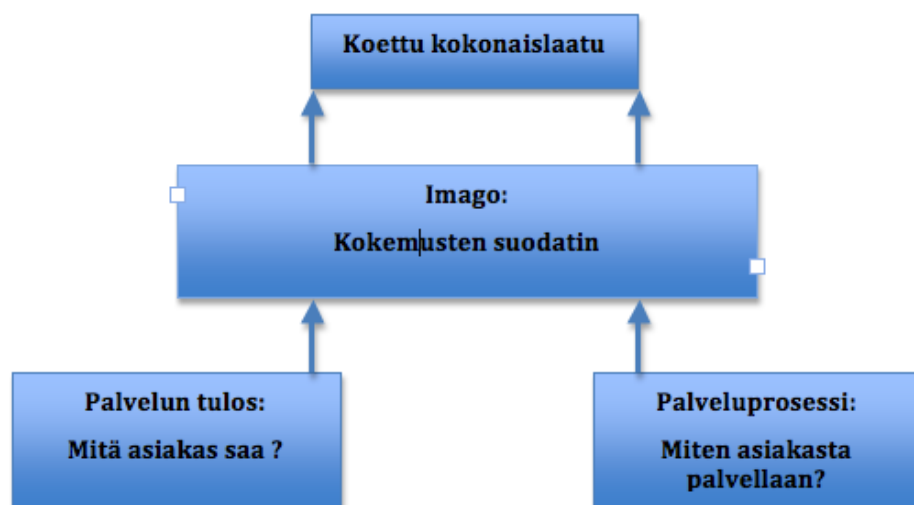 Koettu kokonaislaatu
Imago:
Kokemusten suodatin
Palvelun tulos:
Mitä asiakas saa ?
Palveluprosessi:
Miten asiakasta
palvellaan?